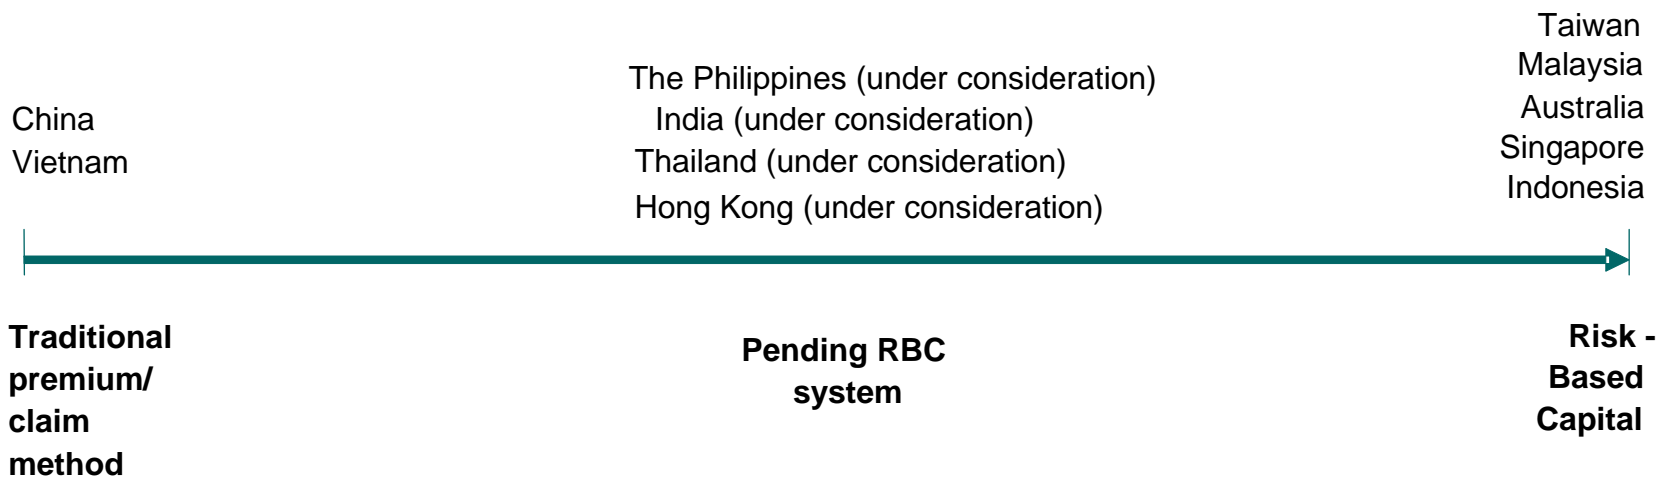 China
Vietnam
The Philippines (under consideration)
India (under consideration)
Thailand (under consideration)
Hong Kong (under consideration)
Taiwan
Malaysia
Australia
Singapore
Indonesia
Traditional
premium/
claim
method
Pending RBC
system
Risk -
Based
Capital